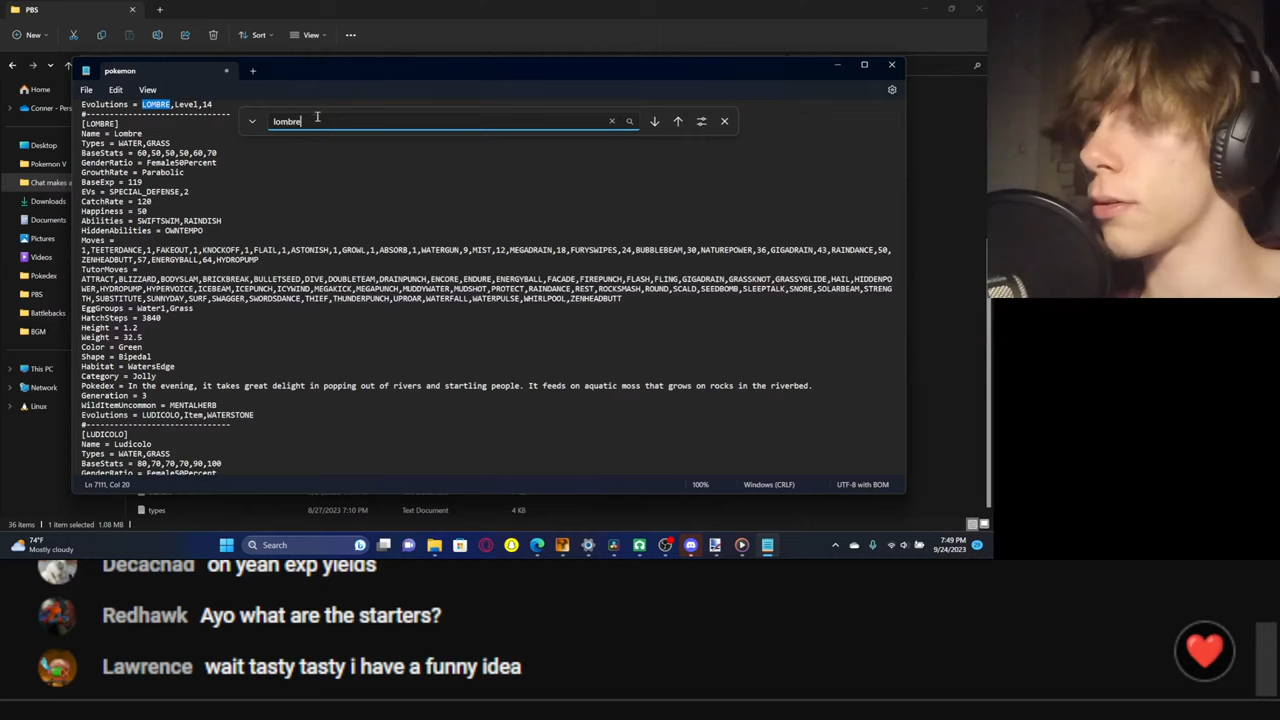 PBS
New
Sort
View
pokemon
File
Edit
View
lombre
Home
Conner - Perso
Desktop
Pokemon V
Chat makes a
Downloads
Documents
Pictures
Videos
Pokedex
PBS
Battlebacks
BGM
This PC
Network
Linux
Evolutions = LOMBRE,Level,14
#-------------------------------
[LOMBRE]
Name = Lombre
Types = WATER,GRASS
BaseStats = 60,50,50,50,60,70
GenderRatio = Female50Percent
GrowthRate = Parabolic
BaseExp = 119
EVs = SPECIAL_DEFENSE,2
CatchRate = 120
Happiness = 50
Abilities = SWIFTSWIM,RAINDISH
HiddenAbilities = OWNTEMPO
Moves =
1,TEETERDANCE,1,FAKEOUT,1,KNOCKOFF,1,FLAIL,1,ASTONISH,1,GROWL,1,ABSORB,1,WATERGUN,9,MIST,12,MEGADRAIN,18,FURYSWIPES,24,BUBBLEBEAM,30,NATUREPOWER,36,GIGADRAIN,43,RAINDANCE,50,
ZENHEADBUTT,57,ENERGYBALL,64,HYDROPUMP
TutorMoves =
ATTRACT,BLIZZARD,BODYSLAM,BRICKBREAK,BULLETSEED,DIVE,DOUBLETEAM,DRAINPUNCH,ENCORE,ENDURE,ENERGYBALL,FACADE,FIREPUNCH,FLASH,FLING,GIGADRAIN,GRASSKNOT,GRASSYGLIDE,HAIL,HIDDENPO
WER,HYDROPUMP,HYPERVOICE,ICEBEAM,ICEPUNCH,ICYWIND,MEGAKICK,MEGAPUNCH,MUDDYWATER,MUDSHOT,PROTECT,RAINDANCE,REST,ROCKSMASH,ROUND,SCALD,SEEDBOMB,SLEEPTALK,SNORE,SOLARBEAM,STRENG
TH,SUBSTITUTE,SUNNYDAY,SURF,SWAGGER,SWORDSDANCE,THIEF,THUNDERPUNCH,UPROAR,WATERFALL,WATERPULSE,WHIRLPOOL,ZENHEADBUTT
EggGroups = Water1,Grass
HatchSteps = 3840
Height = 1.2
Weight = 32.5
Color = Green
Shape = Bipedal
Habitat = WatersEdge
Category = Jolly
Pokedex = In the evening, it takes great delight in popping out of rivers and startling people. It feeds on aquatic moss that grows on rocks in the riverbed.
Generation = 3
WildItemUncommon = MENTALHERB
Evolutions = LUDICOLO,Item,WATERSTONE
#-------------------------------
[LUDICOLO]
Name = Ludicolo
Types = WATER,GRASS
BaseStats = 80,70,70,70,90,100
GenderRatio = Female50Percent
Ln 7111, Col 20
100%
Windows (CRLF)
UTF-8 with BOM
types
8/27/2023 7:10 PM
Text Document
4 KB
36 items
1 item selected 1.08 MB
74°F
Mostly cloudy
Search
7:49 PM
9/24/2023
Decachad oh yeah exp yields
Redhawk Ayo what are the starters?
Lawrence wait tasty tasty i have a funny idea